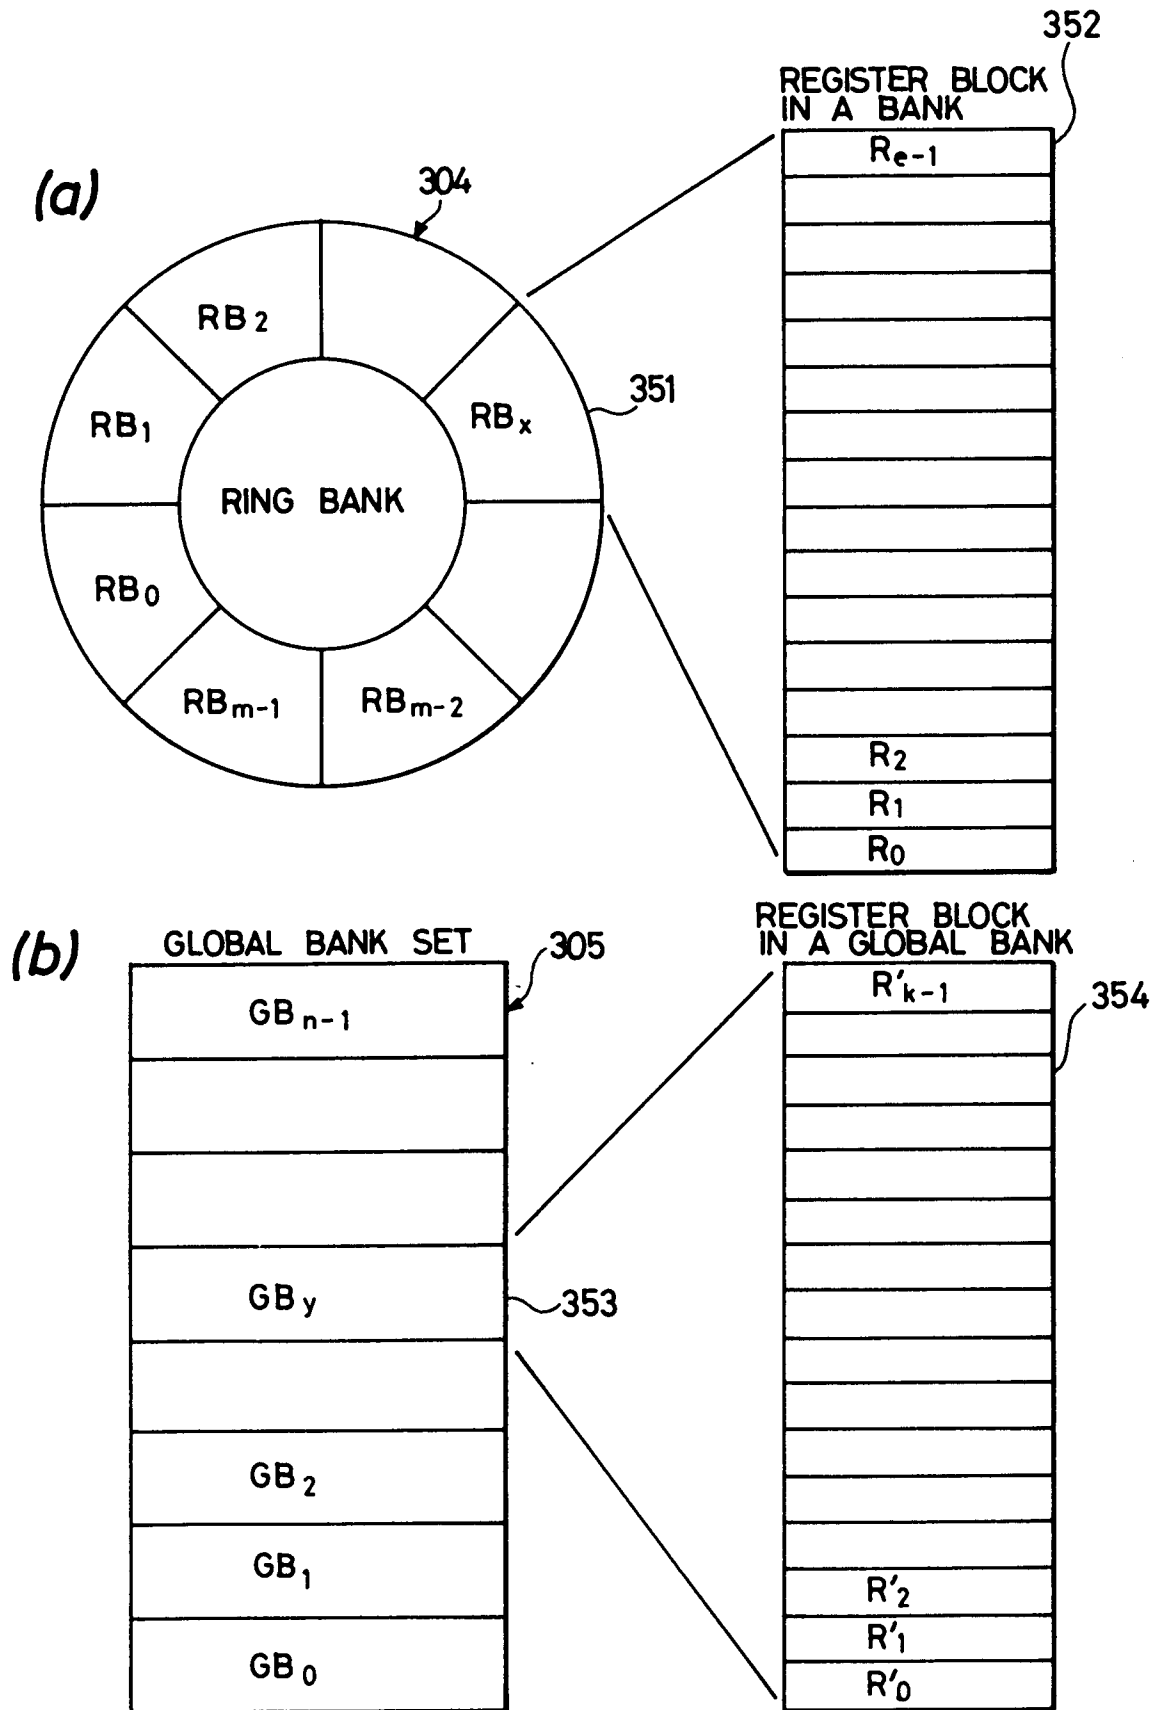 352
REGISTER BLOCK
IN A BANK
(a)
304
RB2
RB1
RBx
351
RING BANK
RB0
RBm-1
RBm-2
Re-1
R2
R1
R0
(b)
GLOBAL BANK SET
305
GBn-1
GBy
353
GB2
GB1
GB0
REGISTER BLOCK
IN A GLOBAL BANK
R'k-1
354
R'2
R'1
R'0